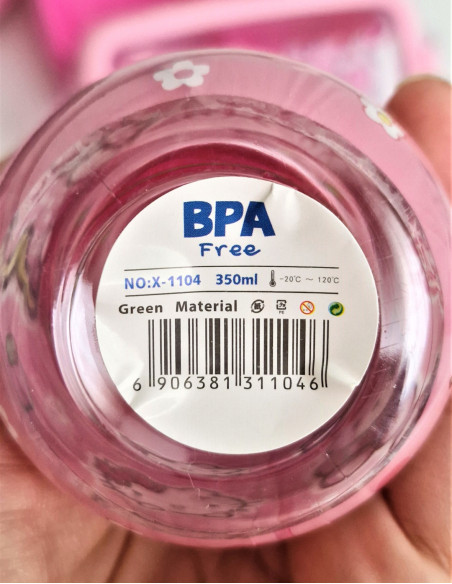 BPA
Free
NO:X-1104 350ml -20℃ ~ 120℃
Green Material
6 906381 311046